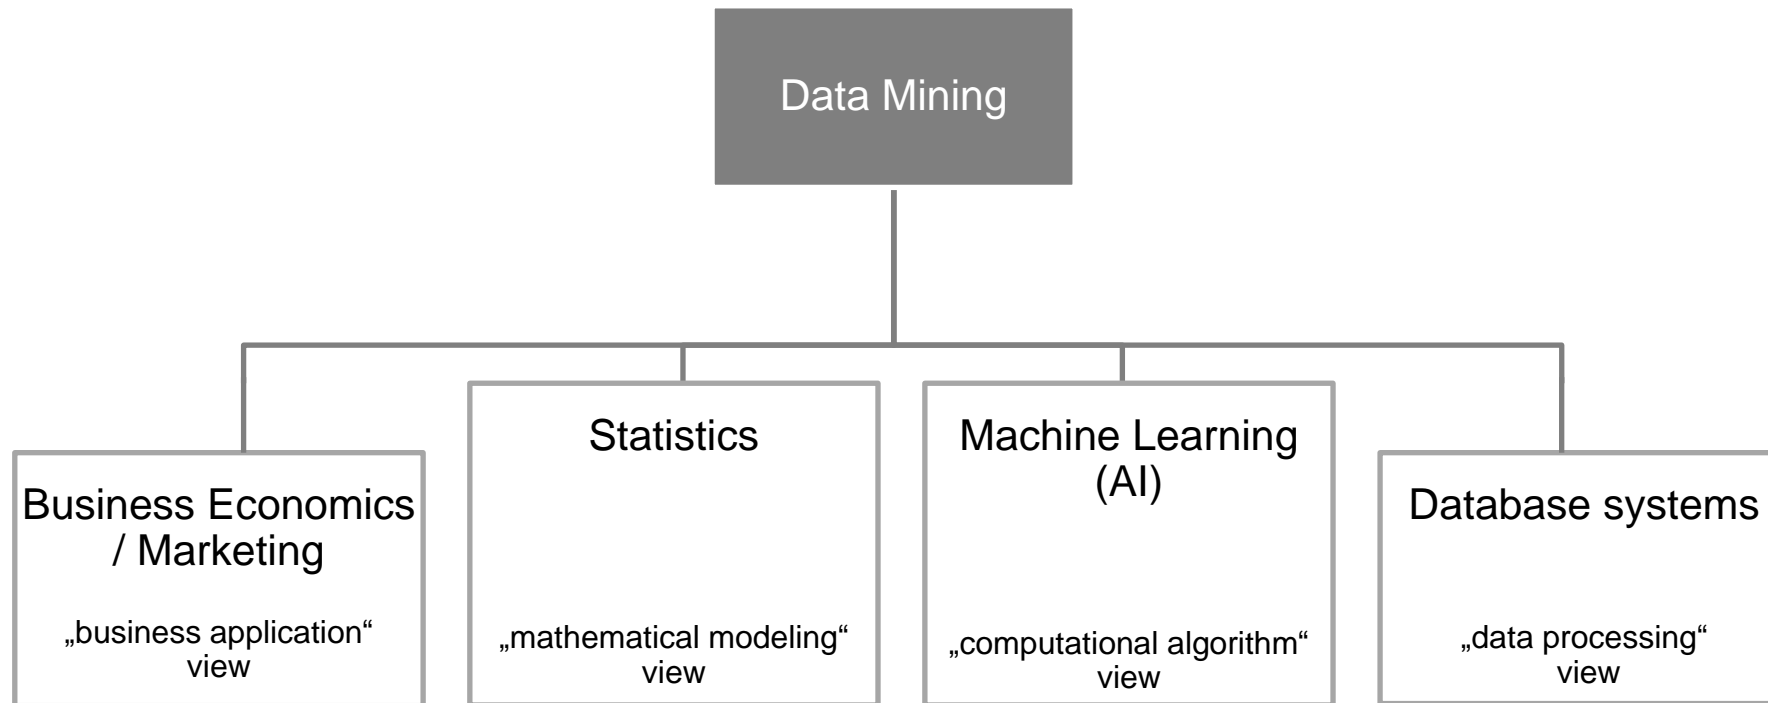 Data Mining
Business Economics
/ Marketing
„business application“
view
Statistics
„mathematical modeling“
view
Machine Learning
(AI)
„computational algorithm“
view
Database systems
„data processing“
view